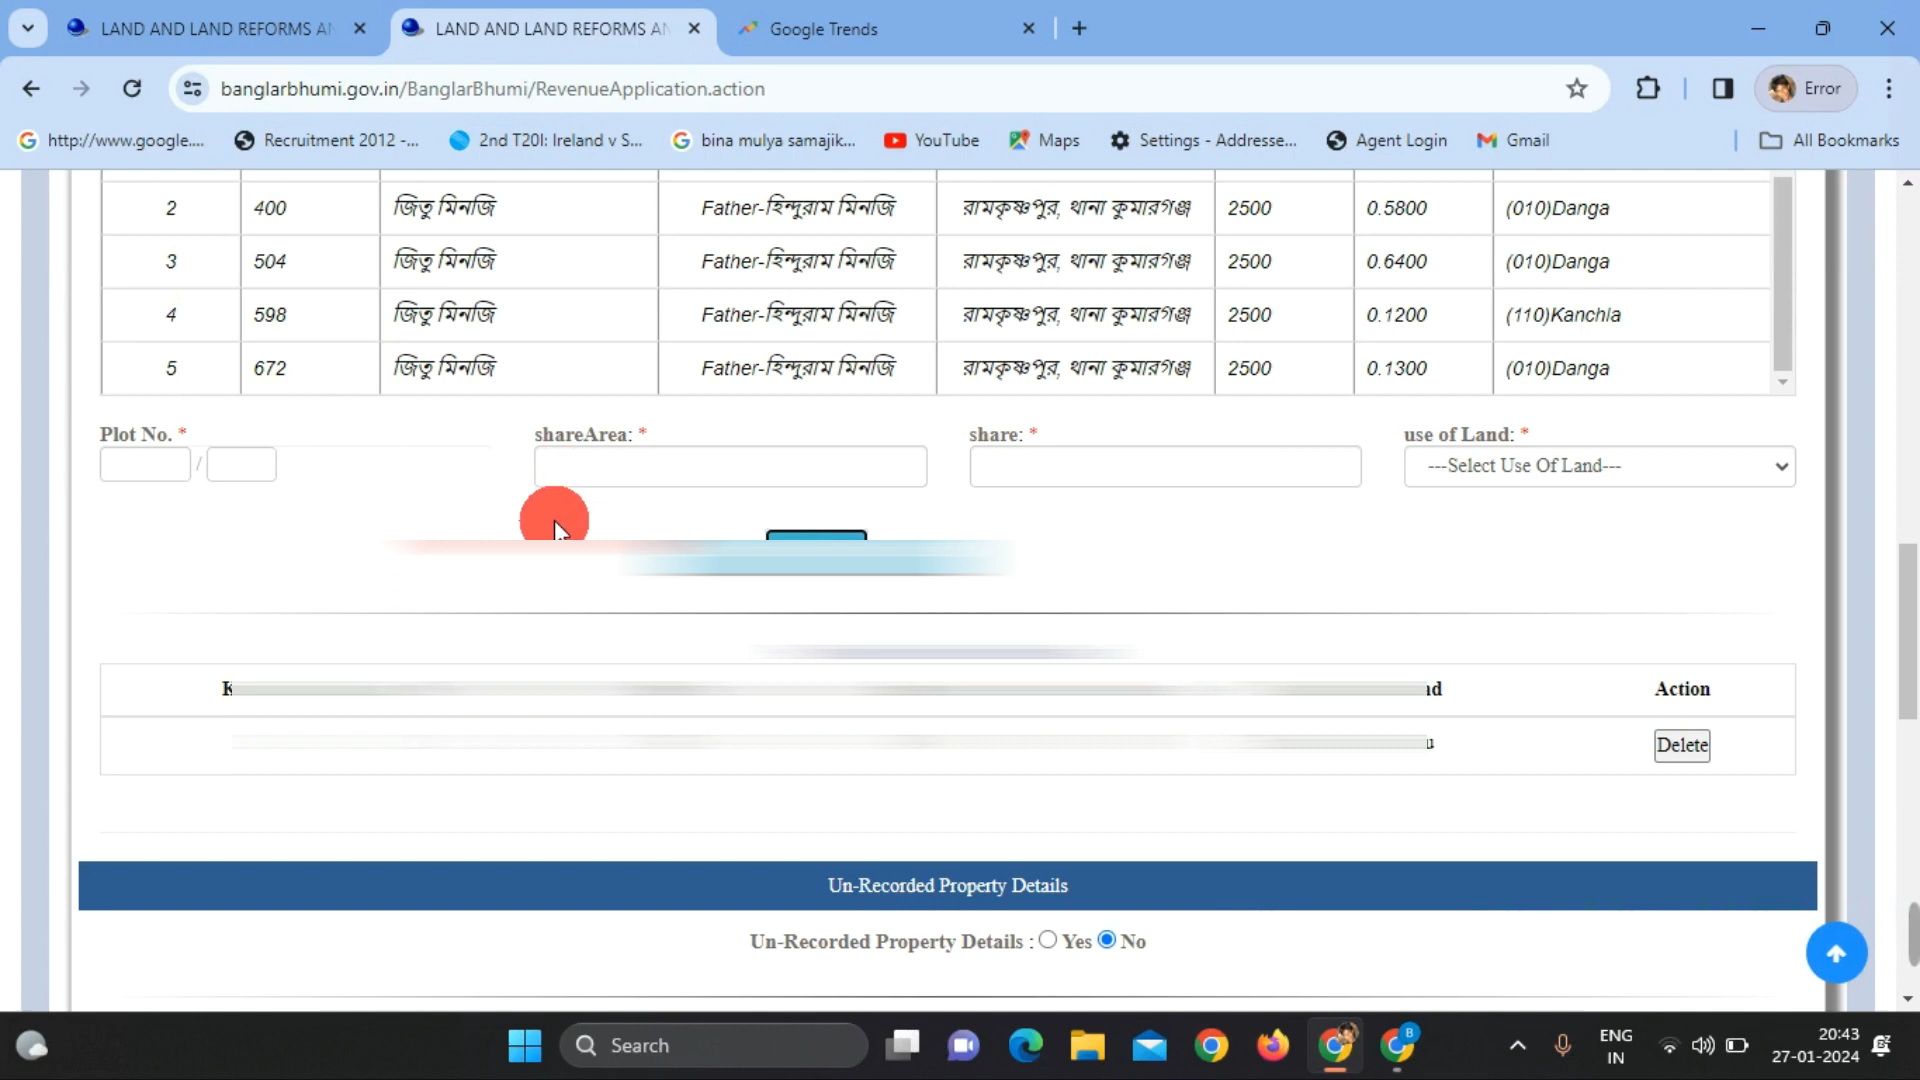 LAND AND LAND REFORMS AN
LAND AND LAND REFORMS AN
Google Trends
banglarbhumi.gov.in/BanglarBhumi/RevenueApplication.action
Error
http://www.google....
Recruitment 2012 -...
2nd T20I: Ireland v S...
bina mulya samajik...
YouTube
Maps
Settings - Addresse...
Agent Login
Gmail
All Bookmarks
2 400 জিতু মিনজি Father-হিন্দুরাম মিনজি রামকৃষ্ণপুর, থানা কুমারগঞ্জ 2500 0.5800 (010)Danga
3 504 জিতু মিনজি Father-হিন্দুরাম মিনজি রামকৃষ্ণপুর, থানা কুমারগঞ্জ 2500 0.6400 (010)Danga
4 598 জিতু মিনজি Father-হিন্দুরাম মিনজি রামকৃষ্ণপুর, থানা কুমারগঞ্জ 2500 0.1200 (110)Kanchla
5 672 জিতু মিনজি Father-হিন্দুরাম মিনজি রামকৃষ্ণপুর, থানা কুমারগঞ্জ 2500 0.1300 (010)Danga
Plot No. * shareArea: * share: * use of Land: *
/ ---Select Use Of Land---
Action
Delete
Un-Recorded Property Details
Un-Recorded Property Details : Yes No
Search
ENG
IN
20:43
27-01-2024